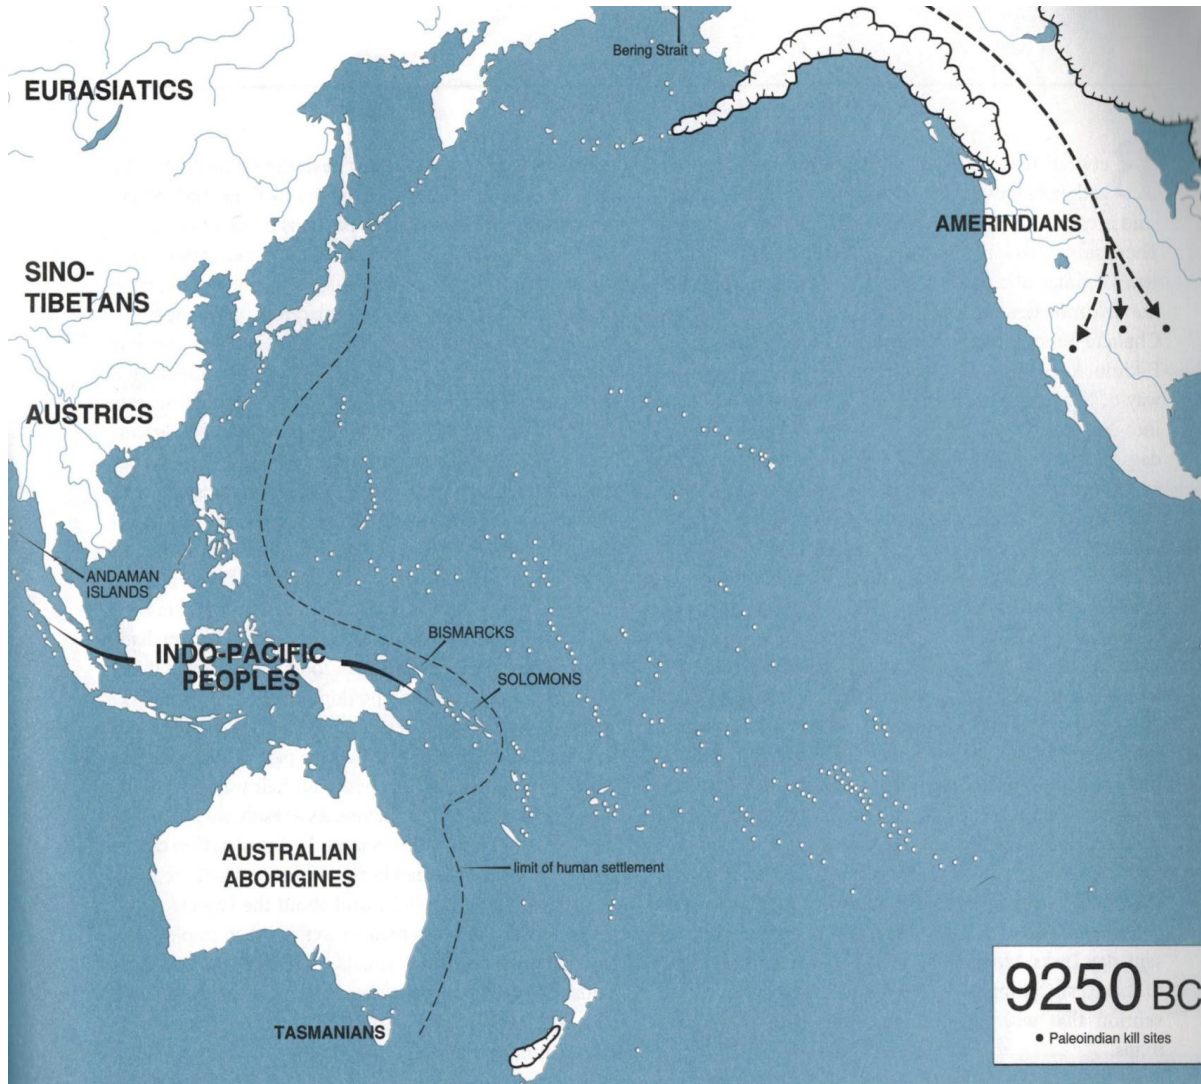 Bering Strait
EURASIATICS
AMERINDIANS
SINO-
TIBETANS
AUSTRICS
ANDAMAN
ISLANDS
BISMARCKS
INDO-PACIFIC
PEOPLES
SOLOMONS
AUSTRALIAN
ABORIGINES
limit of human settlement
TASMANIANS
9250 BC
Paleoindian kill sites